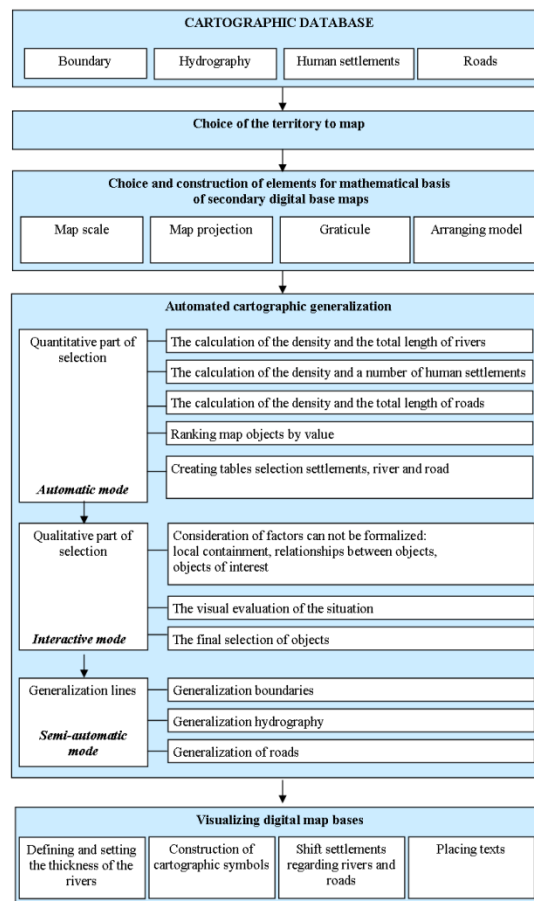 CARTOGRAPHIC DATABASE
Boundary
Hydrography
Human settlements
Roads
Choice of the territory to map
Choice and construction of elements for mathematical basis
of secondary digital base maps
Map scale
Map projection
Graticule
Arranging model
Automated cartographic generalization
Quantitative part of
selection
Automatic mode
The calculation of the density and the total length of rivers
The calculation of the density and a number of human settlements
The calculation of the density and the total length of roads
Ranking map objects by value
Creating tables selection settlements, river and road
Qualitative part of
selection
Interactive mode
Consideration of factors can not be formalized:
local containment, relationships between objects,
objects of interest
The visual evaluation of the situation
The final selection of objects
Generalization lines
Semi-automatic
mode
Generalization boundaries
Generalization hydrography
Generalization of roads
Visualizing digital map bases
Defining and setting
the thickness of the
rivers
Construction of
cartographic symbols
Shift settlements
regarding rivers and
roads
Placing texts